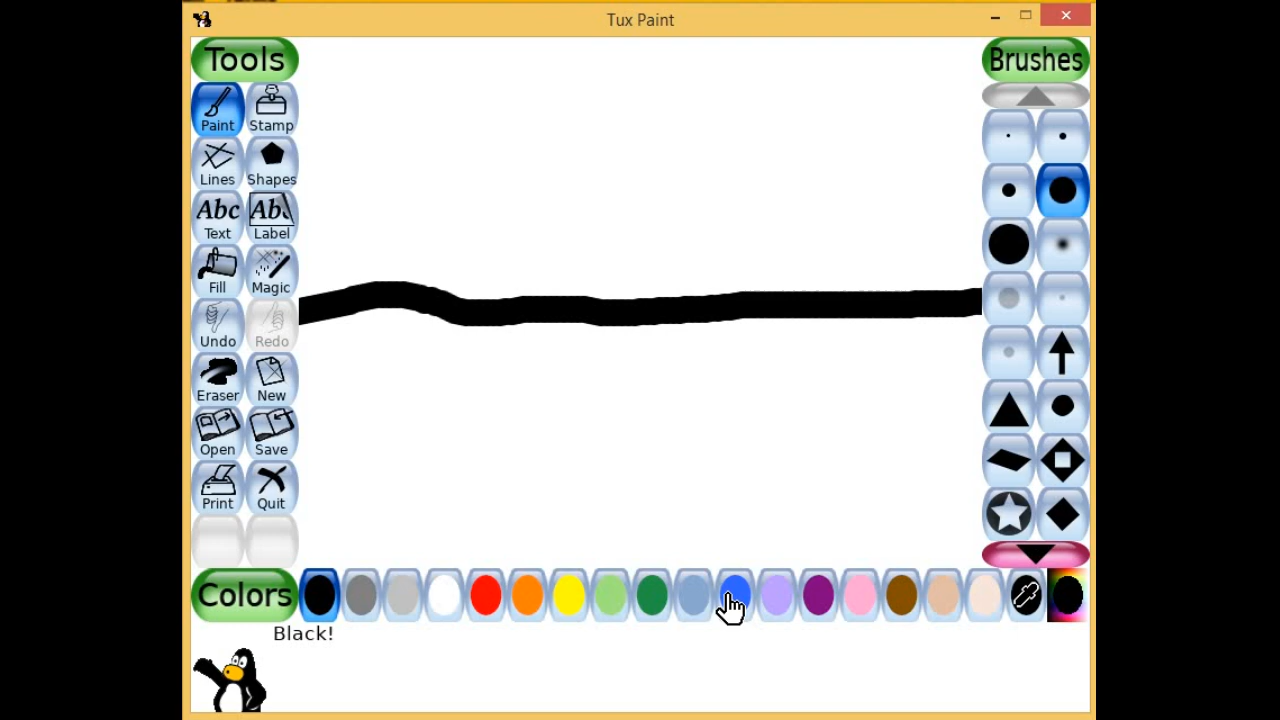 Tux Paint
Tools
Brushes
Paint
Stamp
Lines
Shapes
Abc
Abc
Text
Label
Fill
Magic
Undo
Redo
Eraser
New
Open
Save
Print
Quit
Colors
Black!